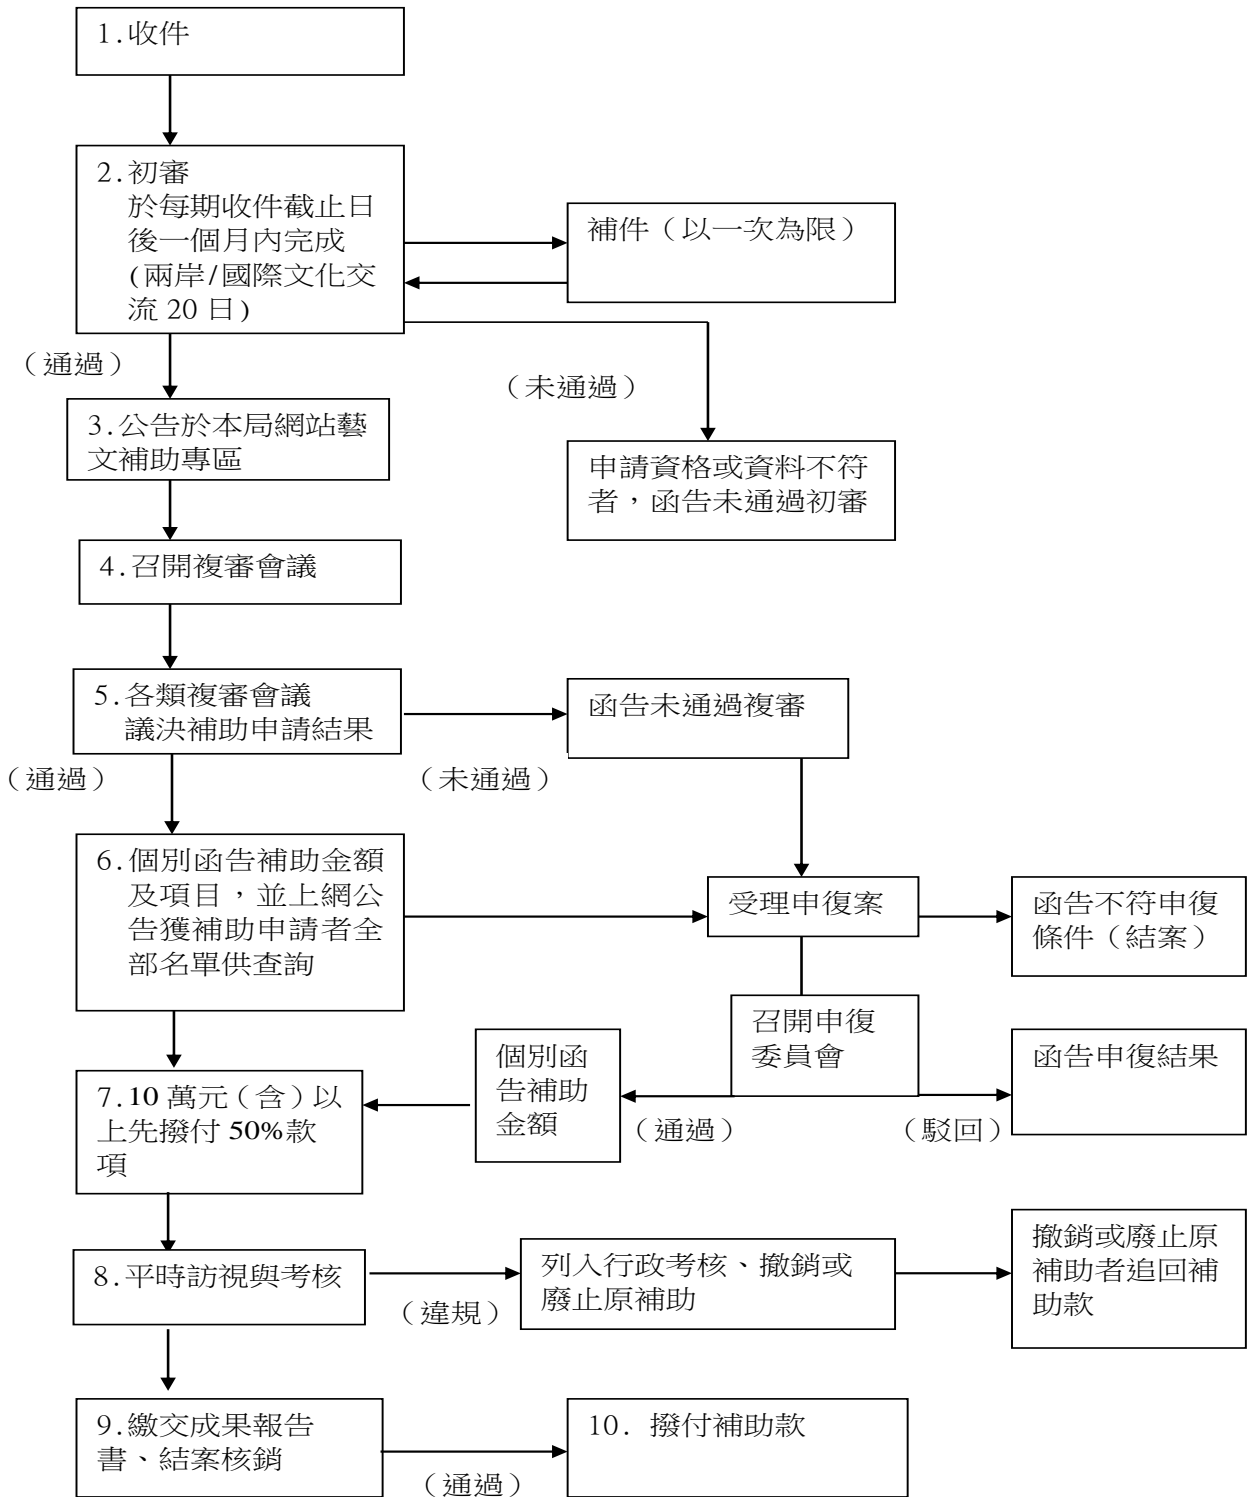 1.收件
2.初審
於每期收件截止日
後一個月內完成
(兩岸/國際文化交
流 20 日)
補件（以一次為限）
（通過）
（未通過）
3.公告於本局網站藝
文補助專區
申請資格或資料不符
者，函告未通過初審
4.召開複審會議
5.各類複審會議
議決補助申請結果
函告未通過複審
（通過）
（未通過）
6.個別函告補助金額
及項目，並上網公
告獲補助申請者全
部名單供查詢
受理申復案
函告不符申復
條件（結案）
召開申復
委員會
個別函
告補助
金額
函告申復結果
（通過）
（駁回）
7.10 萬元（含）以
上先撥付 50%款
項
8.平時訪視與考核
（違規）
列入行政考核、撤銷或
廢止原補助
撤銷或廢止原
補助者追回補
助款
9.繳交成果報告
書、結案核銷
（通過）
10. 撥付補助款